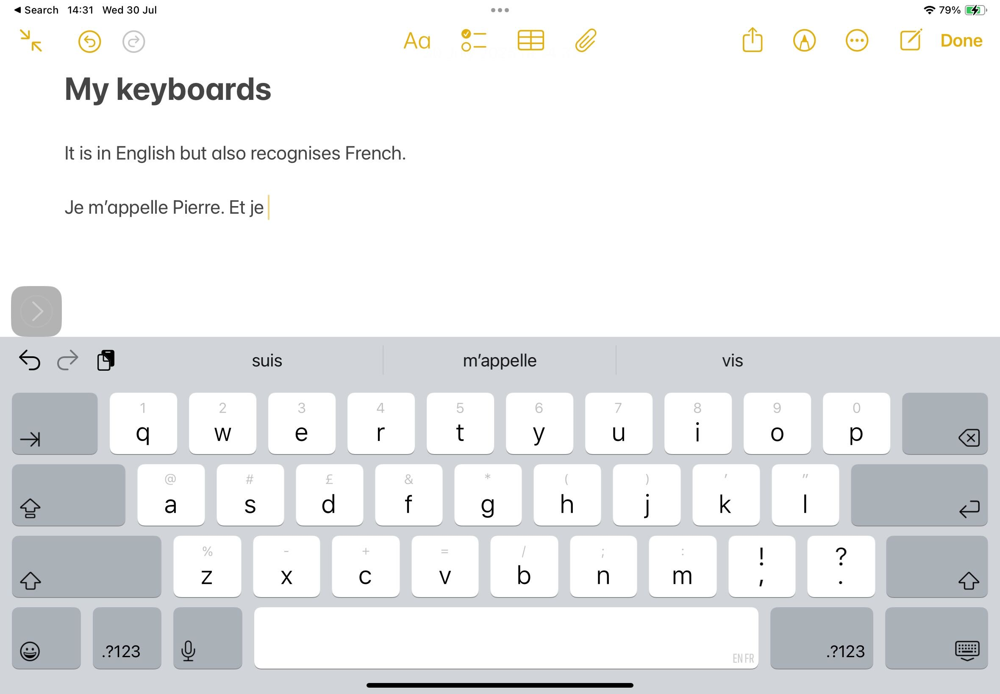 Search 14:31 Wed 30 Jul 79%
Aa Done
My keyboards
It is in English but also recognises French.
Je m’appelle Pierre. Et je
suis m’appelle vis
1 2 3 4 5 6 7 8 9 0
q w e r t y u i o p
@ # £ & * ( ) ' "
a s d f g h j k l
% - + = / ; : ! ?
z x c v b n m , .
.?123 EN FR .?123